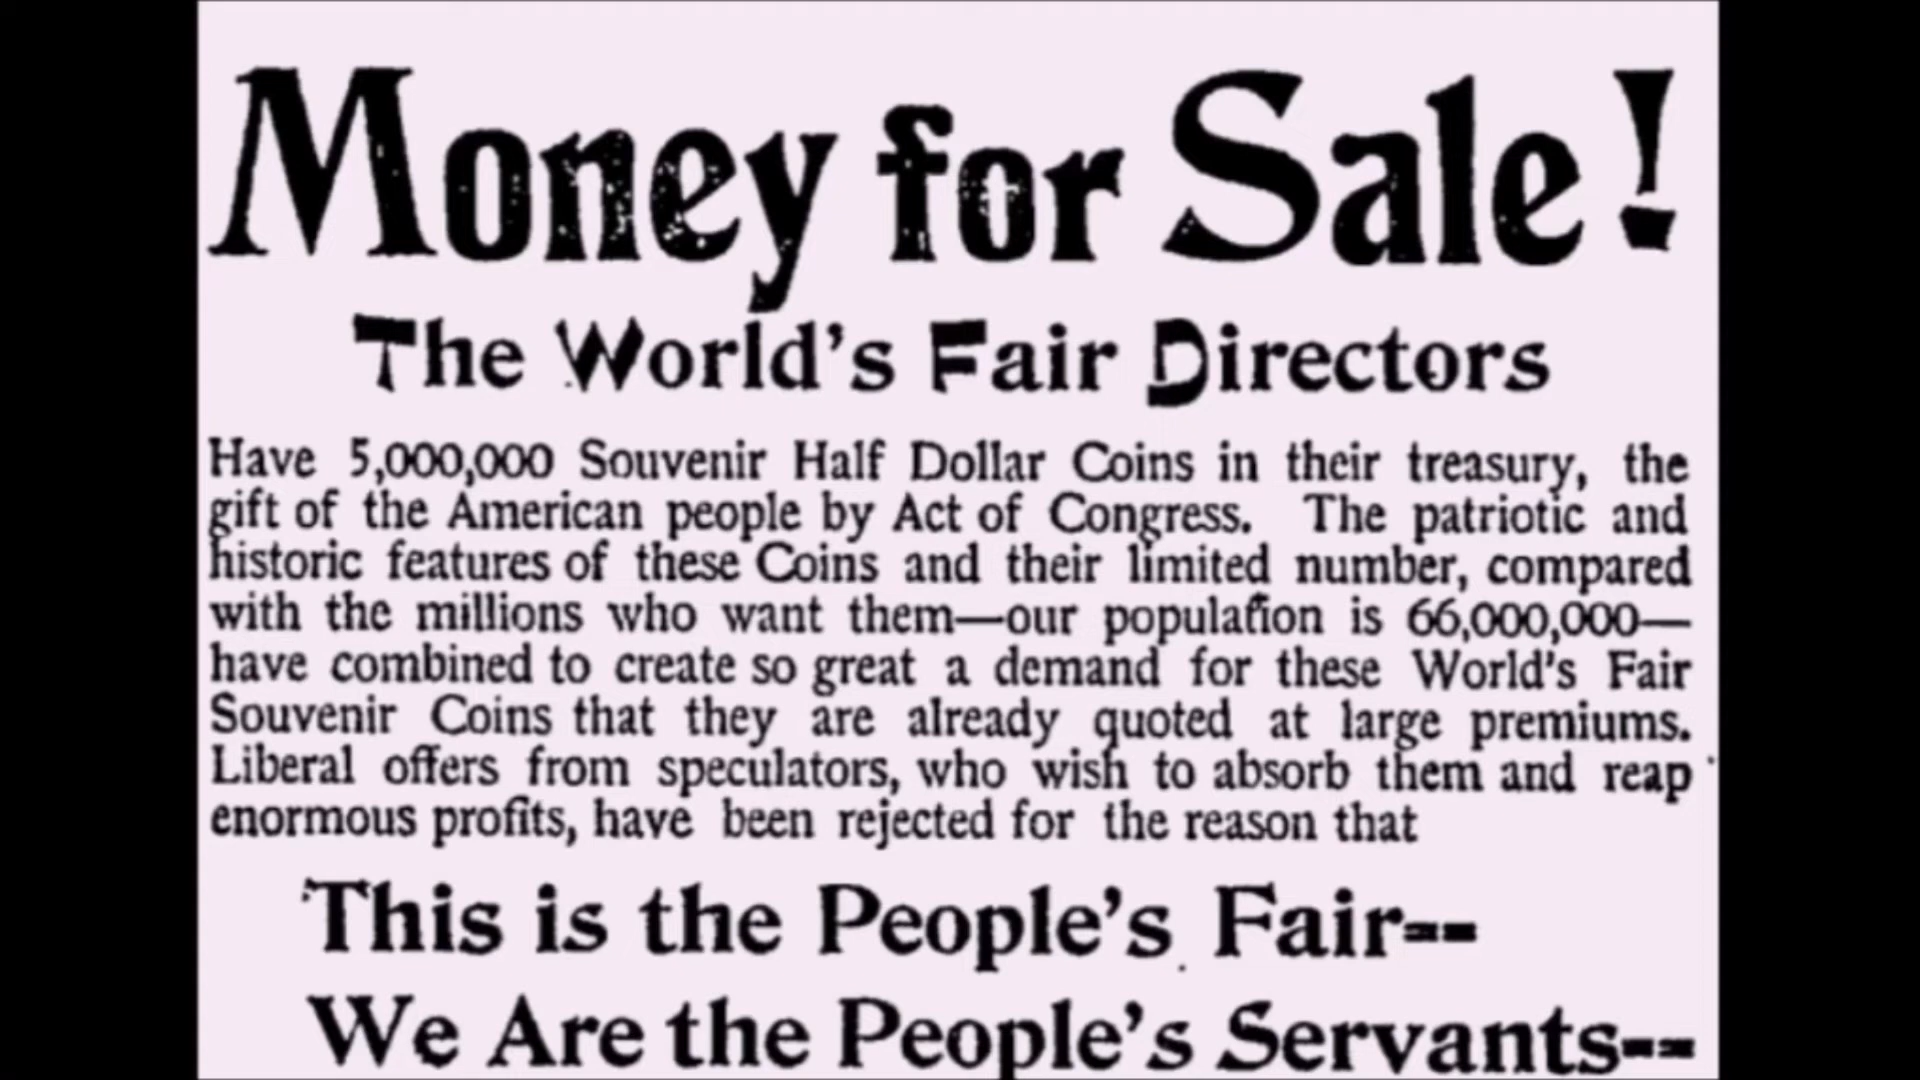 Money for Sale!
The World's Fair Directors
Have 5,000,000 Souvenir Half Dollar Coins in their treasury, the
gift of the American people by Act of Congress. The patriotic and
historic features of these Coins and their limited number, compared
with the millions who want them—our population is 66,000,000—
have combined to create so great a demand for these World's Fair
Souvenir Coins that they are already quoted at large premiums.
Liberal offers from speculators, who wish to absorb them and reap
enormous profits, have been rejected for the reason that
This is the People's Fair--
We Are the People's Servants--